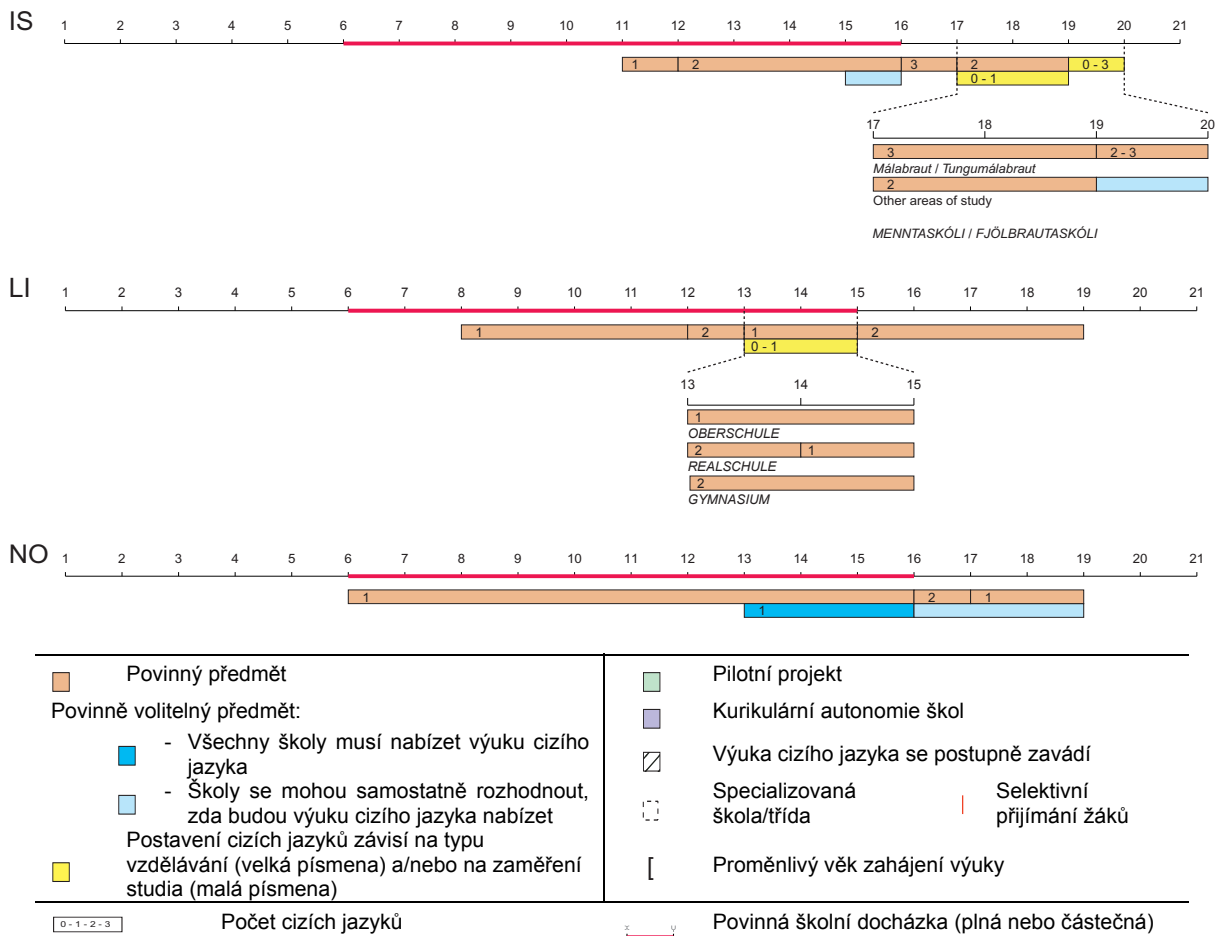 IS
1 2 3 4 5 6 7 8 9 10 11 12 13 14 15 16 17 18 19 20 21
1 2 3 2 0 - 3
0 - 1
17 18 19 20
3 2 - 3
Málabraut / Tungumálabraut
2
Other areas of study
MENNTASKÓLI / FJÖLBRAUTASKÓLI
LI
1 2 3 4 5 6 7 8 9 10 11 12 13 14 15 16 17 18 19 20 21
1 2 1 2
0 - 1
13 14 15
1
OBERSCHULE
2 1
REALSCHULE
2
GYMNASIUM
NO
1 2 3 4 5 6 7 8 9 10 11 12 13 14 15 16 17 18 19 20 21
1 2 1
1
Povinný předmět
Povinně volitelný předmět:
- Všechny školy musí nabízet výuku cizího
jazyka
- Školy se mohou samostatně rozhodnout,
zda budou výuku cizího jazyka nabízet
Postavení cizích jazyků závisí na typu
vzdělávání (velká písmena) a/nebo na zaměření
studia (malá písmena)
Pilotní projekt
Kurikulární autonomie škol
Výuka cizího jazyka se postupně zavádí
Specializovaná
škola/třída
Selektivní
přijímání žáků
[ Proměnlivý věk zahájení výuky
0 - 1 - 2 - 3 Počet cizích jazyků
x y Povinná školní docházka (plná nebo částečná)